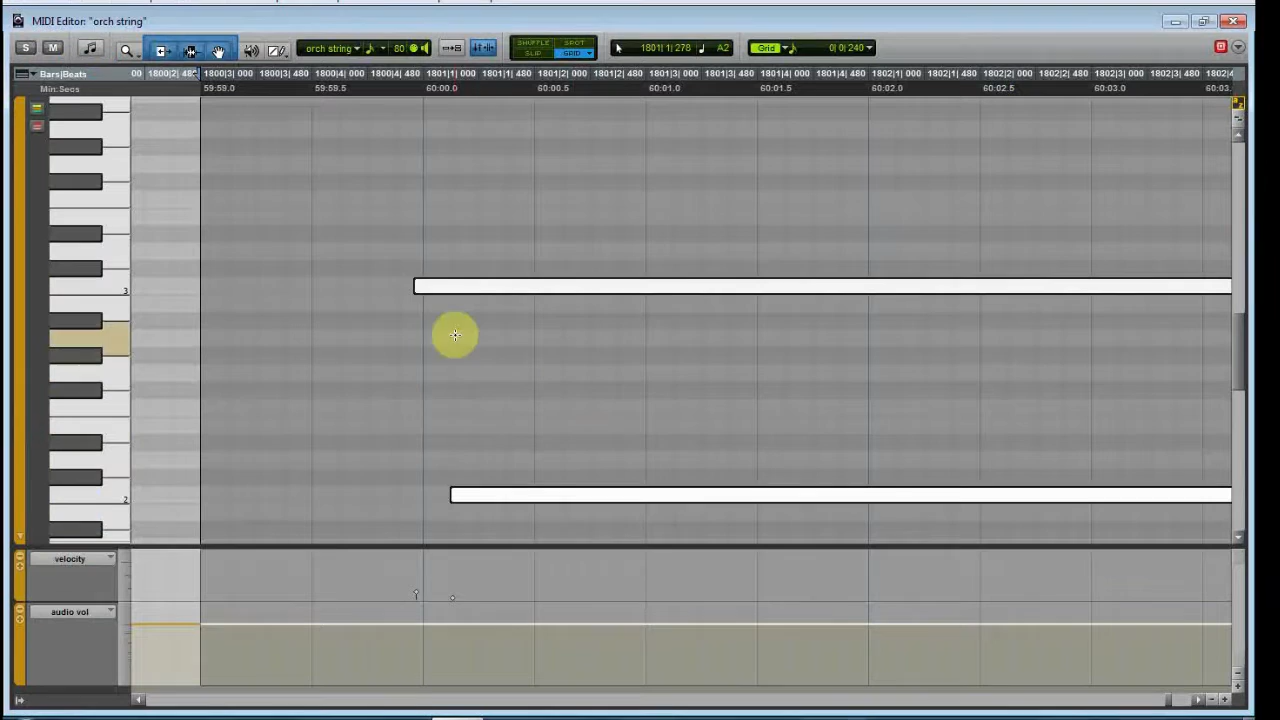 MIDI Editor: "orch string"
S M orch string 80 SHUFFLE SPOT SLIP GRID 1801| 1| 278 A2 Grid 0| 0| 240
Bars|Beats 00 1800|2| 480 1800|3| 000 1800|3| 480 1800|4| 000 1800|4| 480 1801|1| 000 1801|1| 480 1801|2| 000 1801|2| 480 1801|3| 000 1801|3| 480 1801|4| 000 1801|4| 480 1802|1| 000 1802|1| 480 1802|2| 000 1802|2| 480 1802|3| 000 1802|3| 480 1802|4
Min:Secs 59:59.0 59:59.5 60:00.0 60:00.5 60:01.0 60:01.5 60:02.0 60:02.5 60:03.0 60:03.
a
z
3
2
velocity
audio vol